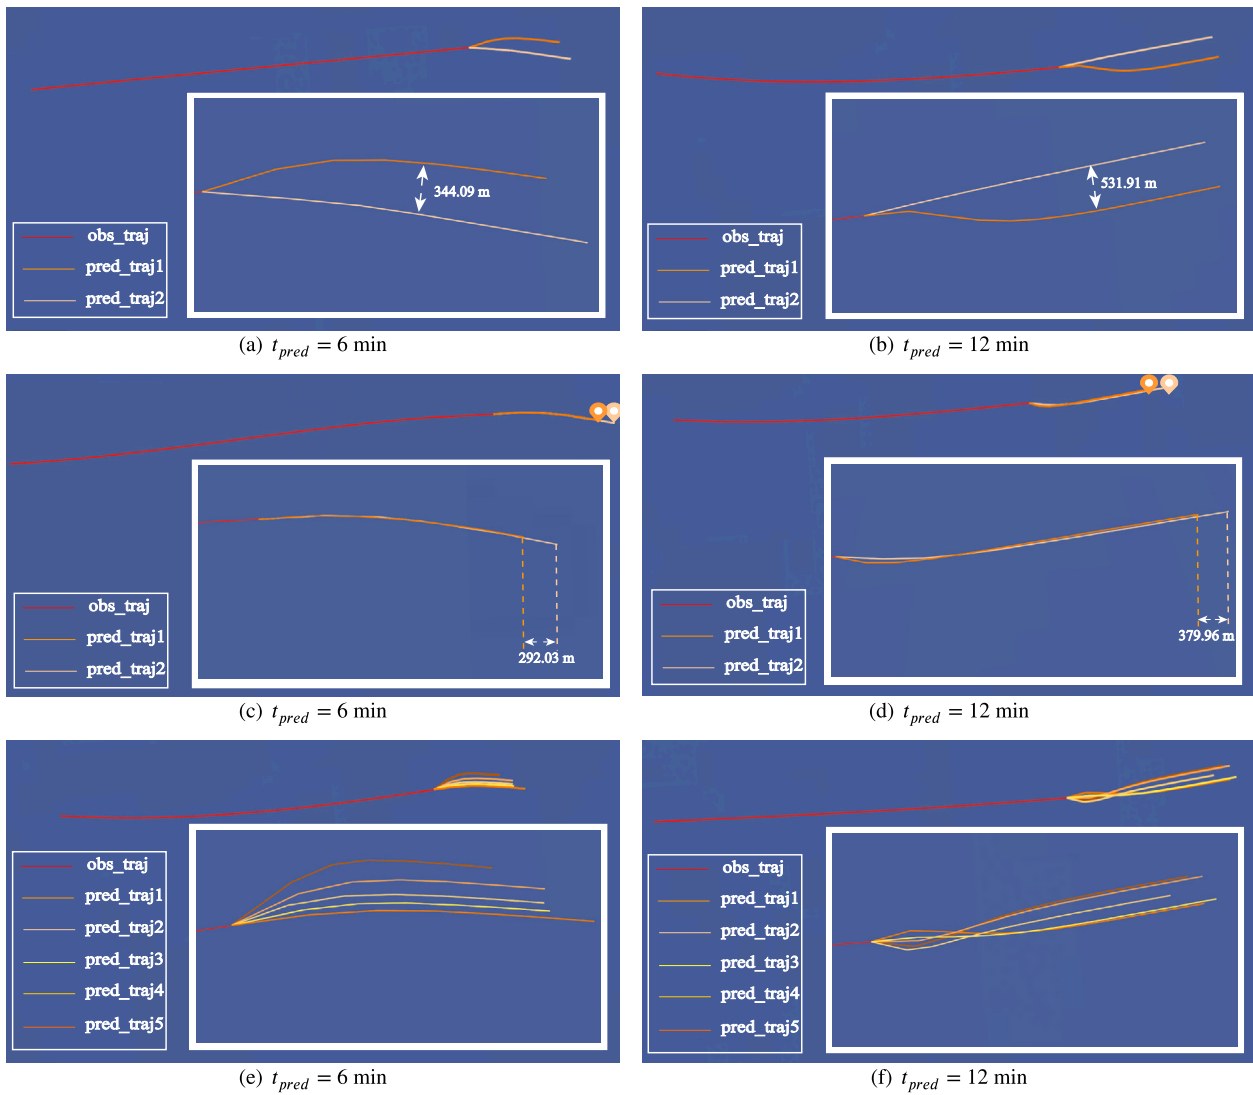 344.09 m
obs_traj
pred_traj1
pred_traj2
(a) t_pred = 6 min
531.91 m
obs_traj
pred_traj1
pred_traj2
(b) t_pred = 12 min
obs_traj
pred_traj1
pred_traj2
292.03 m
(c) t_pred = 6 min
obs_traj
pred_traj1
pred_traj2
379.96 m
(d) t_pred = 12 min
obs_traj
pred_traj1
pred_traj2
pred_traj3
pred_traj4
pred_traj5
(e) t_pred = 6 min
obs_traj
pred_traj1
pred_traj2
pred_traj3
pred_traj4
pred_traj5
(f) t_pred = 12 min